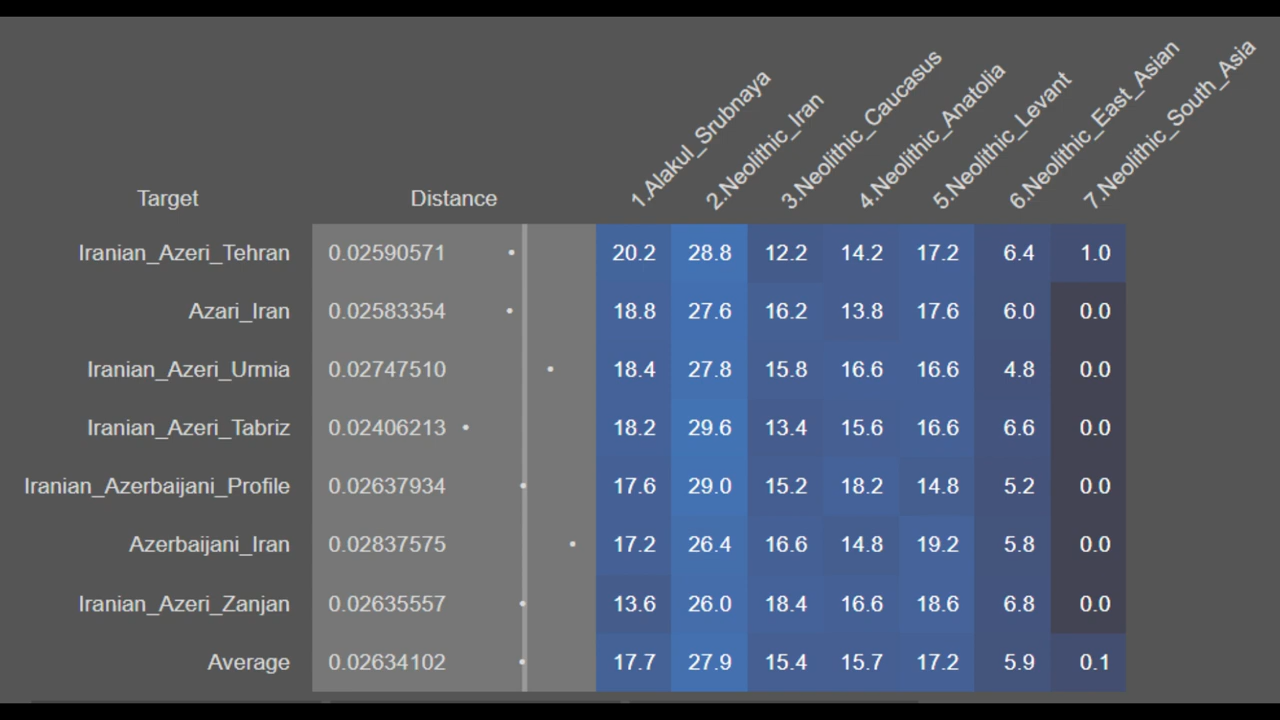 Target Distance 1.Alakul_Srubnaya 2.Neolithic_Iran 3.Neolithic_Caucasus 4.Neolithic_Anatolia 5.Neolithic_Levant 6.Neolithic_East_Asian 7.Neolithic_South_Asia
Iranian_Azeri_Tehran 0.02590571 20.2 28.8 12.2 14.2 17.2 6.4 1.0
Azari_Iran 0.02583354 18.8 27.6 16.2 13.8 17.6 6.0 0.0
Iranian_Azeri_Urmia 0.02747510 18.4 27.8 15.8 16.6 16.6 4.8 0.0
Iranian_Azeri_Tabriz 0.02406213 18.2 29.6 13.4 15.6 16.6 6.6 0.0
Iranian_Azerbaijani_Profile 0.02637934 17.6 29.0 15.2 18.2 14.8 5.2 0.0
Azerbaijani_Iran 0.02837575 17.2 26.4 16.6 14.8 19.2 5.8 0.0
Iranian_Azeri_Zanjan 0.02635557 13.6 26.0 18.4 16.6 18.6 6.8 0.0
Average 0.02634102 17.7 27.9 15.4 15.7 17.2 5.9 0.1